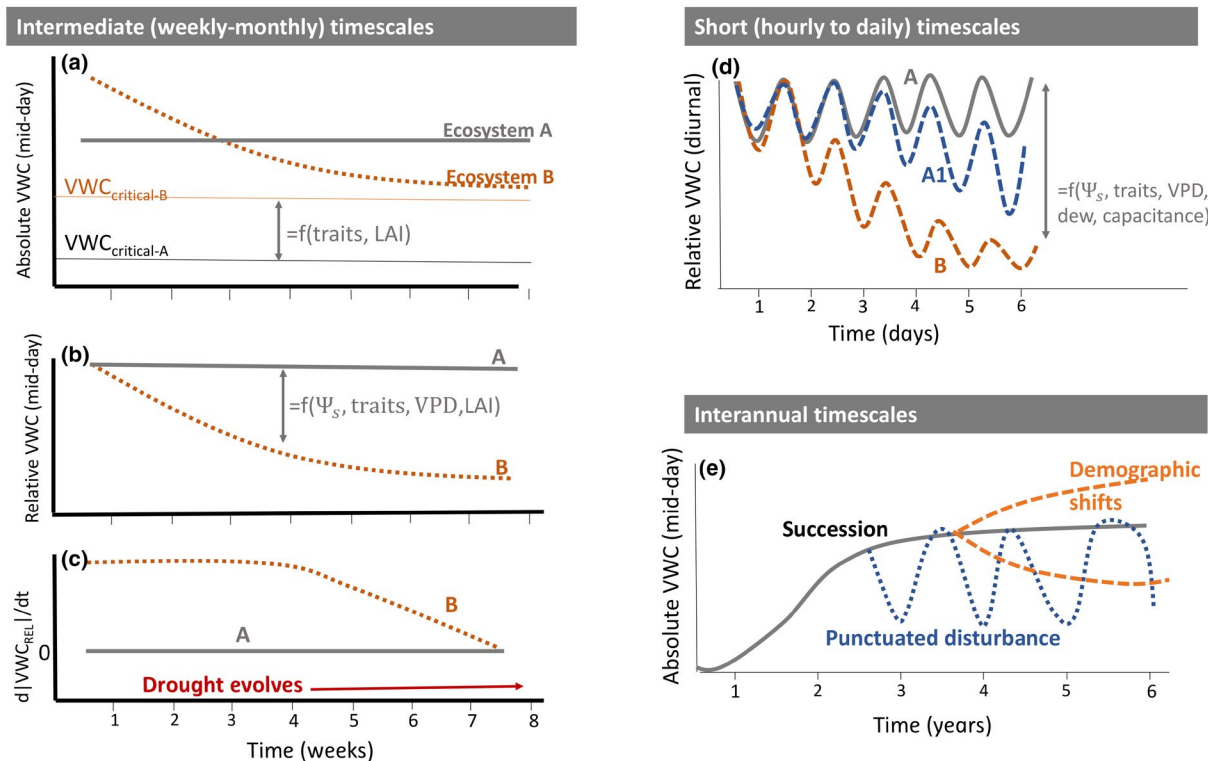 Intermediate (weekly-monthly) timescales
(a)
Absolute VWC (mid-day)
Ecosystem A
Ecosystem B
VWCcritical-B
=f(traits, LAI)
VWCcritical-A
(b)
Relative VWC (mid-day)
A
=f(Ψs, traits, VPD,LAI)
B
(c)
d|VWCREL|/dt
0
B
A
Drought evolves
1 2 3 4 5 6 7 8
Time (weeks)
Short (hourly to daily) timescales
(d)
Relative VWC (diurnal)
A
A1
B
=f(Ψs, traits, VPD,
dew, capacitance)
1 2 3 4 5 6
Time (days)
Interannual timescales
(e)
Absolute VWC (mid-day)
Demographic
shifts
Succession
Punctuated disturbance
1 2 3 4 5 6
Time (years)